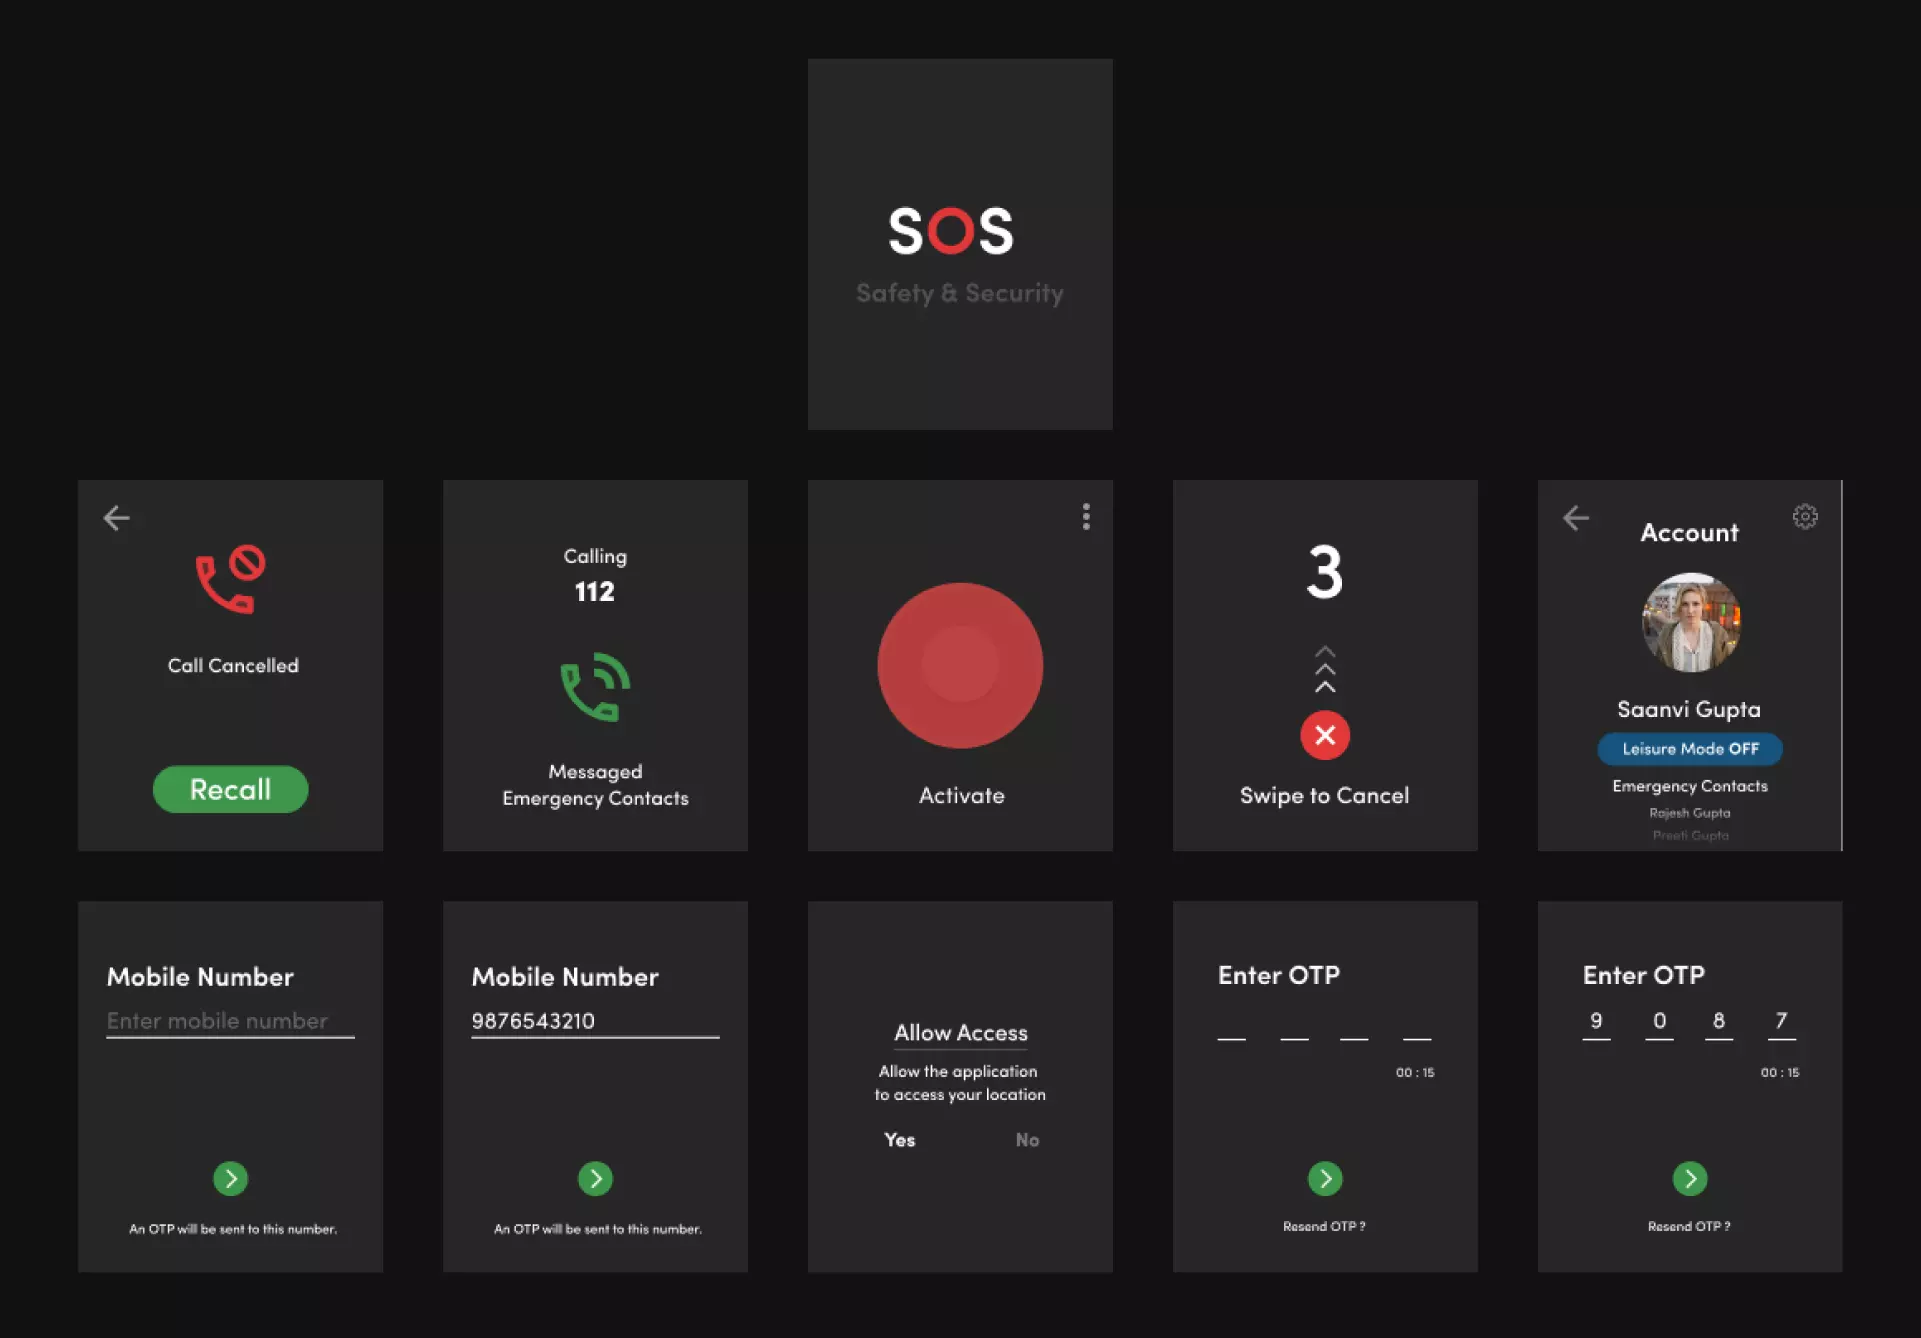 SOS
Safety & Security
Call Cancelled
Recall
Calling
112
Messaged
Emergency Contacts
Activate
3
Swipe to Cancel
Account
Saanvi Gupta
Leisure Mode OFF
Emergency Contacts
Rajesh Gupta
Preeti Gupta
Mobile Number
Enter mobile number
An OTP will be sent to this number.
Mobile Number
9876543210
An OTP will be sent to this number.
Allow Access
Allow the application
to access your location
Yes No
Enter OTP
00 : 15
Resend OTP ?
Enter OTP
9 0 8 7
00 : 15
Resend OTP ?